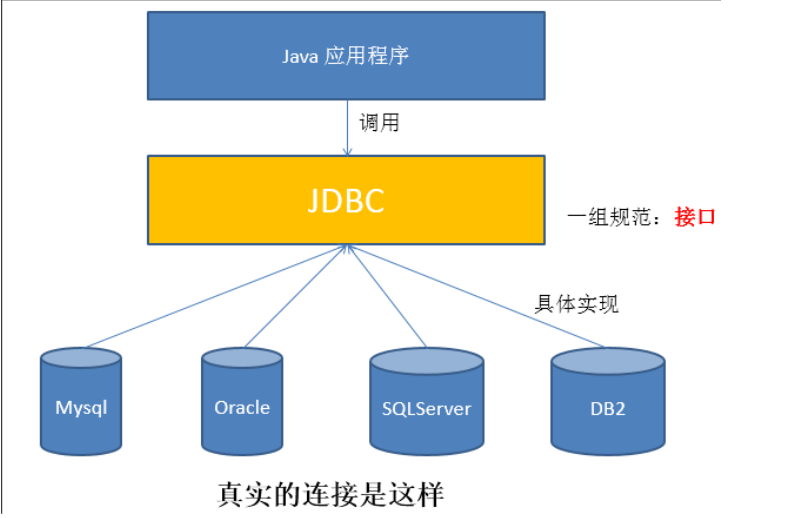 Java 应用程序
调用
JDBC
一组规范：接口
具体实现
Mysql
Oracle
SQLServer
DB2
真实的连接是这样